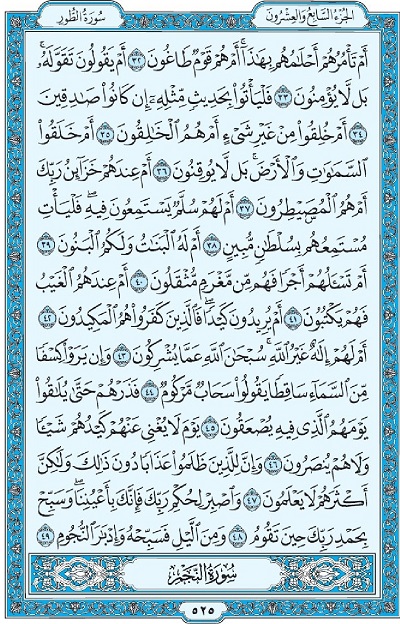 الجزء السابع والعشرون
سورة الطور
أَمْ تَأْمُرُهُمْ أَحْلَٰمُهُم بِهَٰذَآ أَمْ هُمْ قَوْمٌ طَاغُونَ ٣٢ أَمْ يَقُولُونَ تَقَوَّلَهُۥ
بَل لَّا يُؤْمِنُونَ ٣٣ فَلْيَأْتُوا۟ بِحَدِيثٍ مِّثْلِهِۦٓ إِن كَانُوا۟ صَٰدِقِينَ
٣٤ أَمْ خُلِقُوا۟ مِنْ غَيْرِ شَىْءٍ أَمْ هُمُ ٱلْخَٰلِقُونَ ٣٥ أَمْ خَلَقُوا۟
ٱلسَّمَٰوَٰتِ وَٱلْأَرْضَ بَل لَّا يُوقِنُونَ ٣٦ أَمْ عِندَهُمْ خَزَآئِنُ رَبِّكَ
أَمْ هُمُ ٱلْمُصَۣيْطِرُونَ ٣٧ أَمْ لَهُمْ سُلَّمٌ يَسْتَمِعُونَ فِيهِ فَلْيَأْتِ
مُسْتَمِعُهُم بِسُلْطَٰنٍ مُّبِينٍ ٣٨ أَمْ لَهُ ٱلْبَنَٰتُ وَلَكُمُ ٱلْبَنُونَ ٣٩
أَمْ تَسْـَٔلُهُمْ أَجْرًا فَهُم مِّن مَّغْرَمٍ مُّثْقَلُونَ ٤٠ أَمْ عِندَهُمُ ٱلْغَيْبُ
فَهُمْ يَكْتُبُونَ ٤١ أَمْ يُرِيدُونَ كَيْدًا فَٱلَّذِينَ كَفَرُوا۟ هُمُ ٱلْمَكِيدُونَ ٤٢
أَمْ لَهُمْ إِلَٰهٌ غَيْرُ ٱللَّهِ سُبْحَٰنَ ٱللَّهِ عَمَّا يُشْرِكُونَ ٤٣ وَإِن يَرَوْا۟ كِسْفًا
مِّنَ ٱلسَّمَآءِ سَاقِطًا يَقُولُوا۟ سَحَابٌ مَّرْكُومٌ ٤٤ فَذَرْهُمْ حَتَّىٰ يُلَٰقُوا۟
يَوْمَهُمُ ٱلَّذِى فِيهِ يُصْعَقُونَ ٤٥ يَوْمَ لَا يُغْنِى عَنْهُمْ كَيْدُهُمْ شَيْـًٔا
وَلَا هُمْ يُنصَرُونَ ٤٦ وَإِنَّ لِلَّذِينَ ظَلَمُوا۟ عَذَابًا دُونَ ذَٰلِكَ وَلَٰكِنَّ
أَكْثَرَهُمْ لَا يَعْلَمُونَ ٤٧ وَٱصْبِرْ لِحُكْمِ رَبِّكَ فَإِنَّكَ بِأَعْيُنِنَا وَسَبِّحْ
بِحَمْدِ رَبِّكَ حِينَ تَقُومُ ٤٨ وَمِنَ ٱلَّيْلِ فَسَبِّحْهُ وَإِدْبَٰرَ ٱلنُّجُومِ ٤٩
سُورَةُ النَّجْمِ
٥٢٥